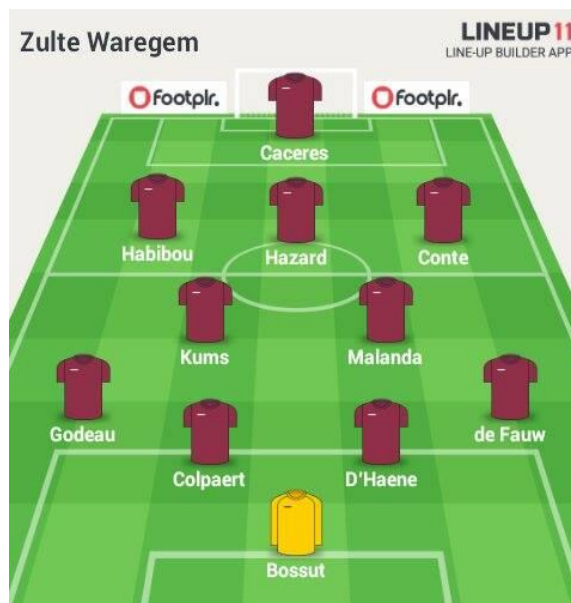 Zulte Waregem
LINEUP11
LINE-UP BUILDER APP
Footplr.
Footplr.
Caceres
Habibou
Hazard
Conte
Kums
Malanda
Godeau
de Fauw
Colpaert
D'Haene
Bossut